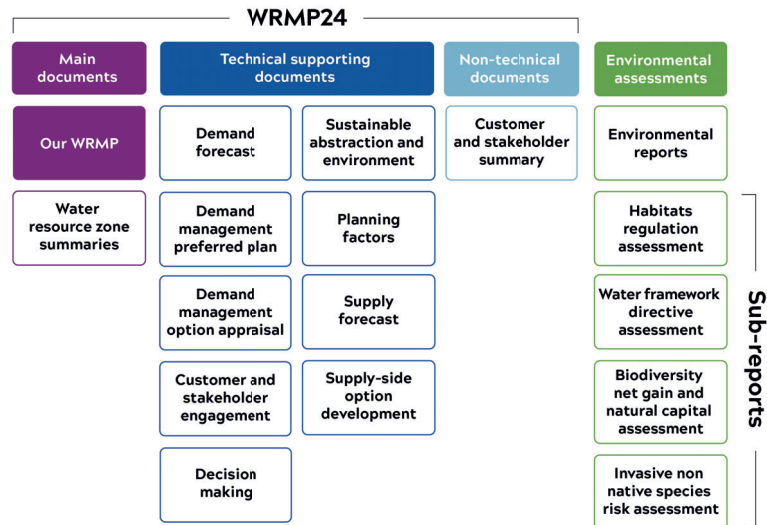 WRMP24
Main
documents
Technical supporting
documents
Non-technical
documents
Environmental
assessments
Our WRMP
Water
resource zone
summaries
Demand
forecast
Demand
management
preferred plan
Demand
management
option appraisal
Customer and
stakeholder
engagement
Decision
making
Sustainable
abstraction and
environment
Planning
factors
Supply
forecast
Supply-side
option
development
Customer
and stakeholder
summary
Environmental
reports
Habitats
regulation
assessment
Water framework
directive
assessment
Biodiversity
net gain and
natural capital
assessment
Invasive non
native species
risk assessment
Sub-reports